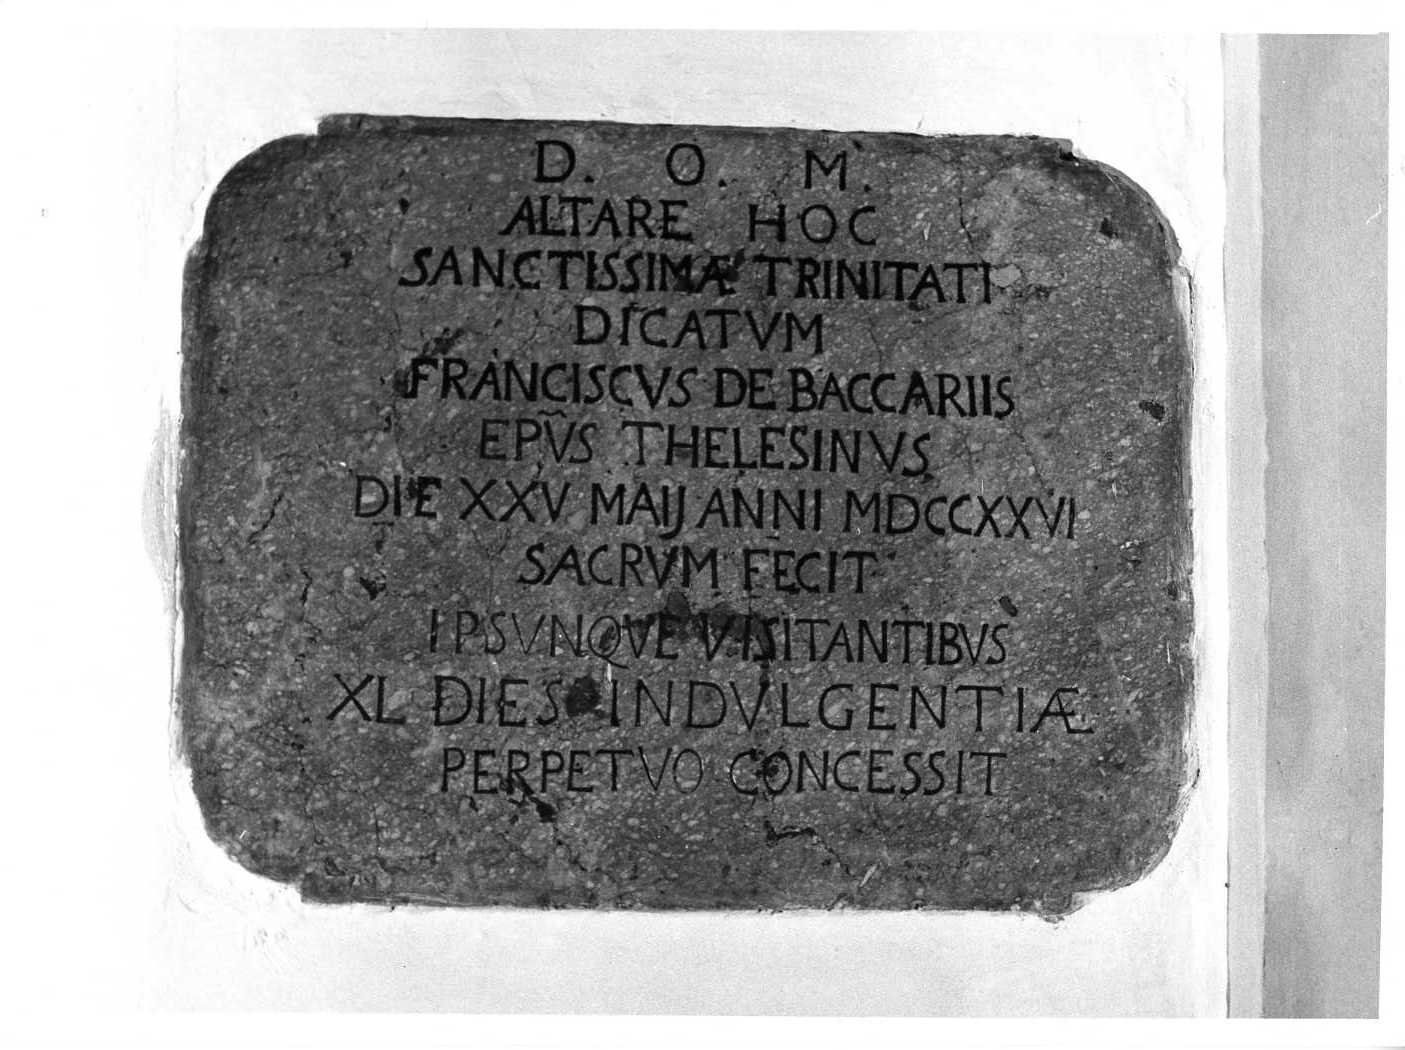 D. O. M.
ALTARE HOC
SANCTISSIMÆ TRINITATI
DICATVM
FRANCISCVS DE BACCARIIS
EPV̄S THELESINVS
DIE XXV MAIJ ANNI MDCCXXVI
SACRVM FECIT
IPSVNQVE VISITANTIBVS
XL DIES INDVLGENTIÆ
PERPETVO CONCESSIT